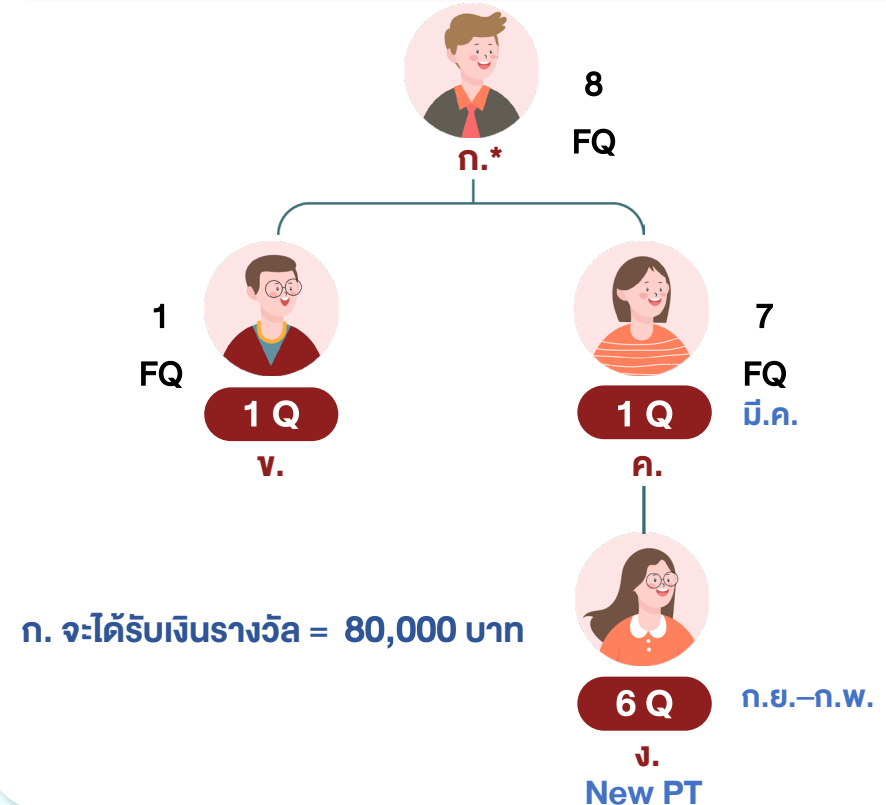 8
FQ
ก.*
1
FQ
1 Q
ข.
7
FQ
1 Q
มี.ค.
ค.
ก. จะได้รับเงินรางวัล = 80,000 บาท
6 Q
ก.ย.–ก.พ.
ง.
New PT